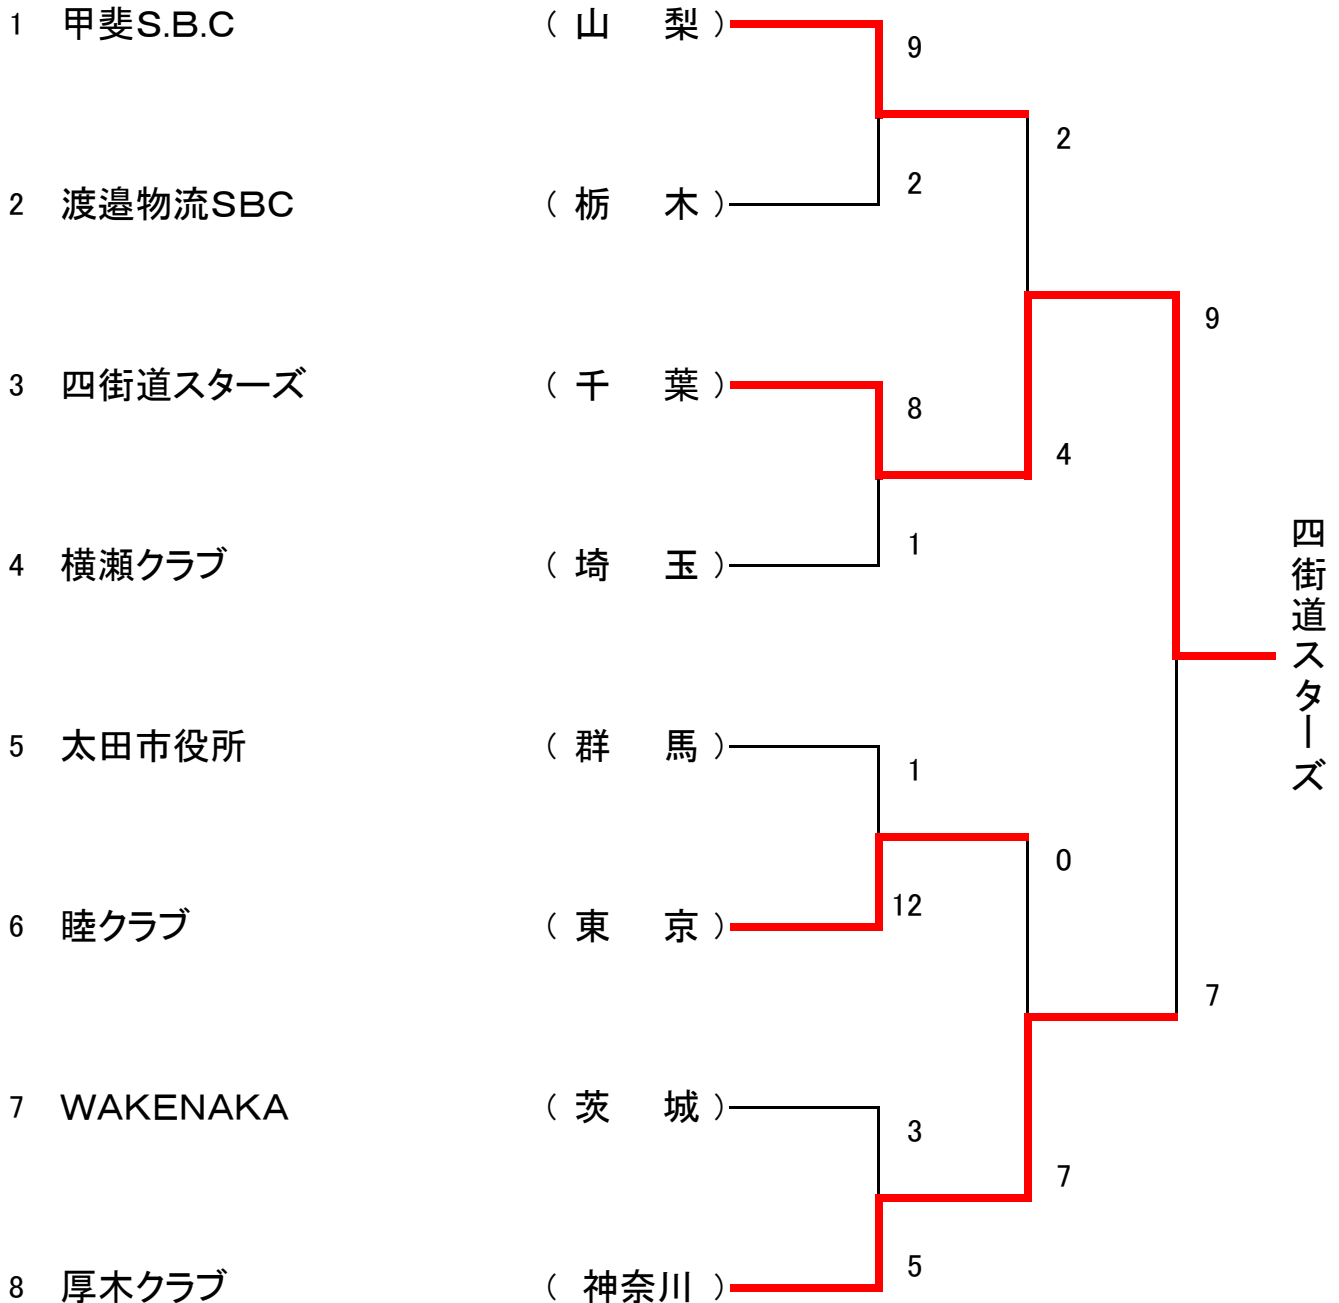 1 甲斐S.B.C ( 山 梨 )
9
2
2 渡邉物流SBC ( 栃 木 )
2
9
3 四街道スターズ ( 千 葉 )
8
4
4 横瀬クラブ ( 埼 玉 )
1
四街道スターズ
5 太田市役所 ( 群 馬 )
1
0
6 睦クラブ ( 東 京 )
12
7
7 WAKENAKA ( 茨 城 )
3
7
8 厚木クラブ ( 神奈川 )
5